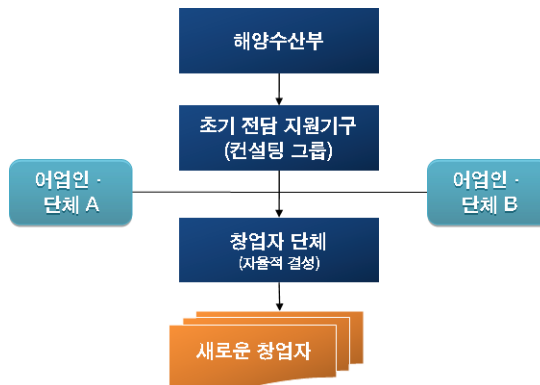 해양수산부
초기 전담 지원기구
(컨설팅 그룹)
어업인 ·
단체 A
어업인 ·
단체 B
창업자 단체
(자율적 결성)
새로운 창업자